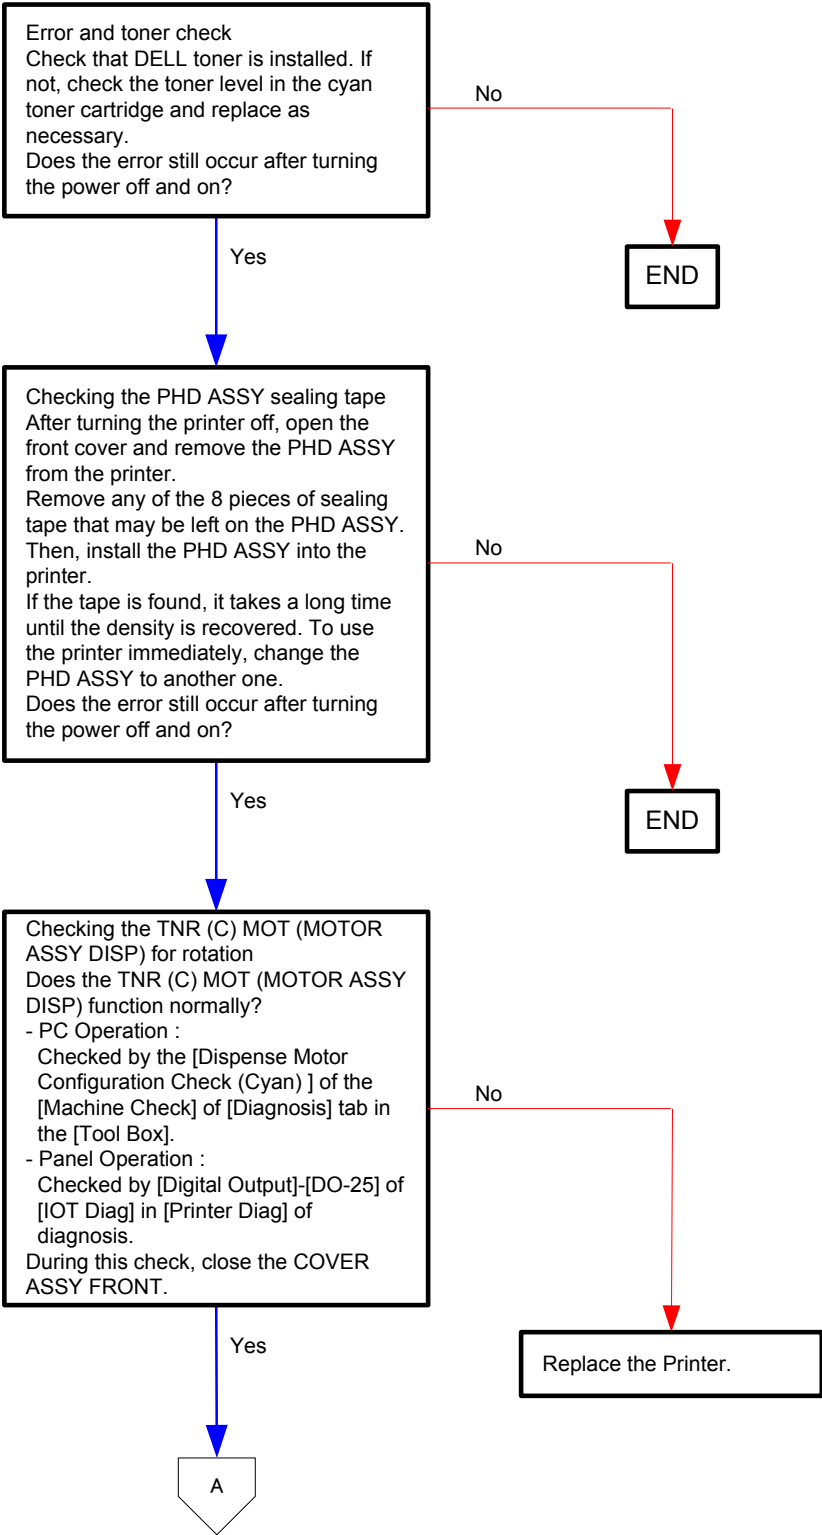 Error and toner check
Check that DELL toner is installed. If
not, check the toner level in the cyan
toner cartridge and replace as
necessary.
Does the error still occur after turning
the power off and on?
No
END
Yes
Checking the PHD ASSY sealing tape
After turning the printer off, open the
front cover and remove the PHD ASSY
from the printer.
Remove any of the 8 pieces of sealing
tape that may be left on the PHD ASSY.
Then, install the PHD ASSY into the
printer.
If the tape is found, it takes a long time
until the density is recovered. To use
the printer immediately, change the
PHD ASSY to another one.
Does the error still occur after turning
the power off and on?
No
END
Yes
Checking the TNR (C) MOT (MOTOR
ASSY DISP) for rotation
Does the TNR (C) MOT (MOTOR ASSY
DISP) function normally?
- PC Operation :
Checked by the [Dispense Motor
Configuration Check (Cyan) ] of the
[Machine Check] of [Diagnosis] tab in
the [Tool Box].
- Panel Operation :
Checked by [Digital Output]-[DO-25] of
[IOT Diag] in [Printer Diag] of
diagnosis.
During this check, close the COVER
ASSY FRONT.
No
Replace the Printer.
Yes
A